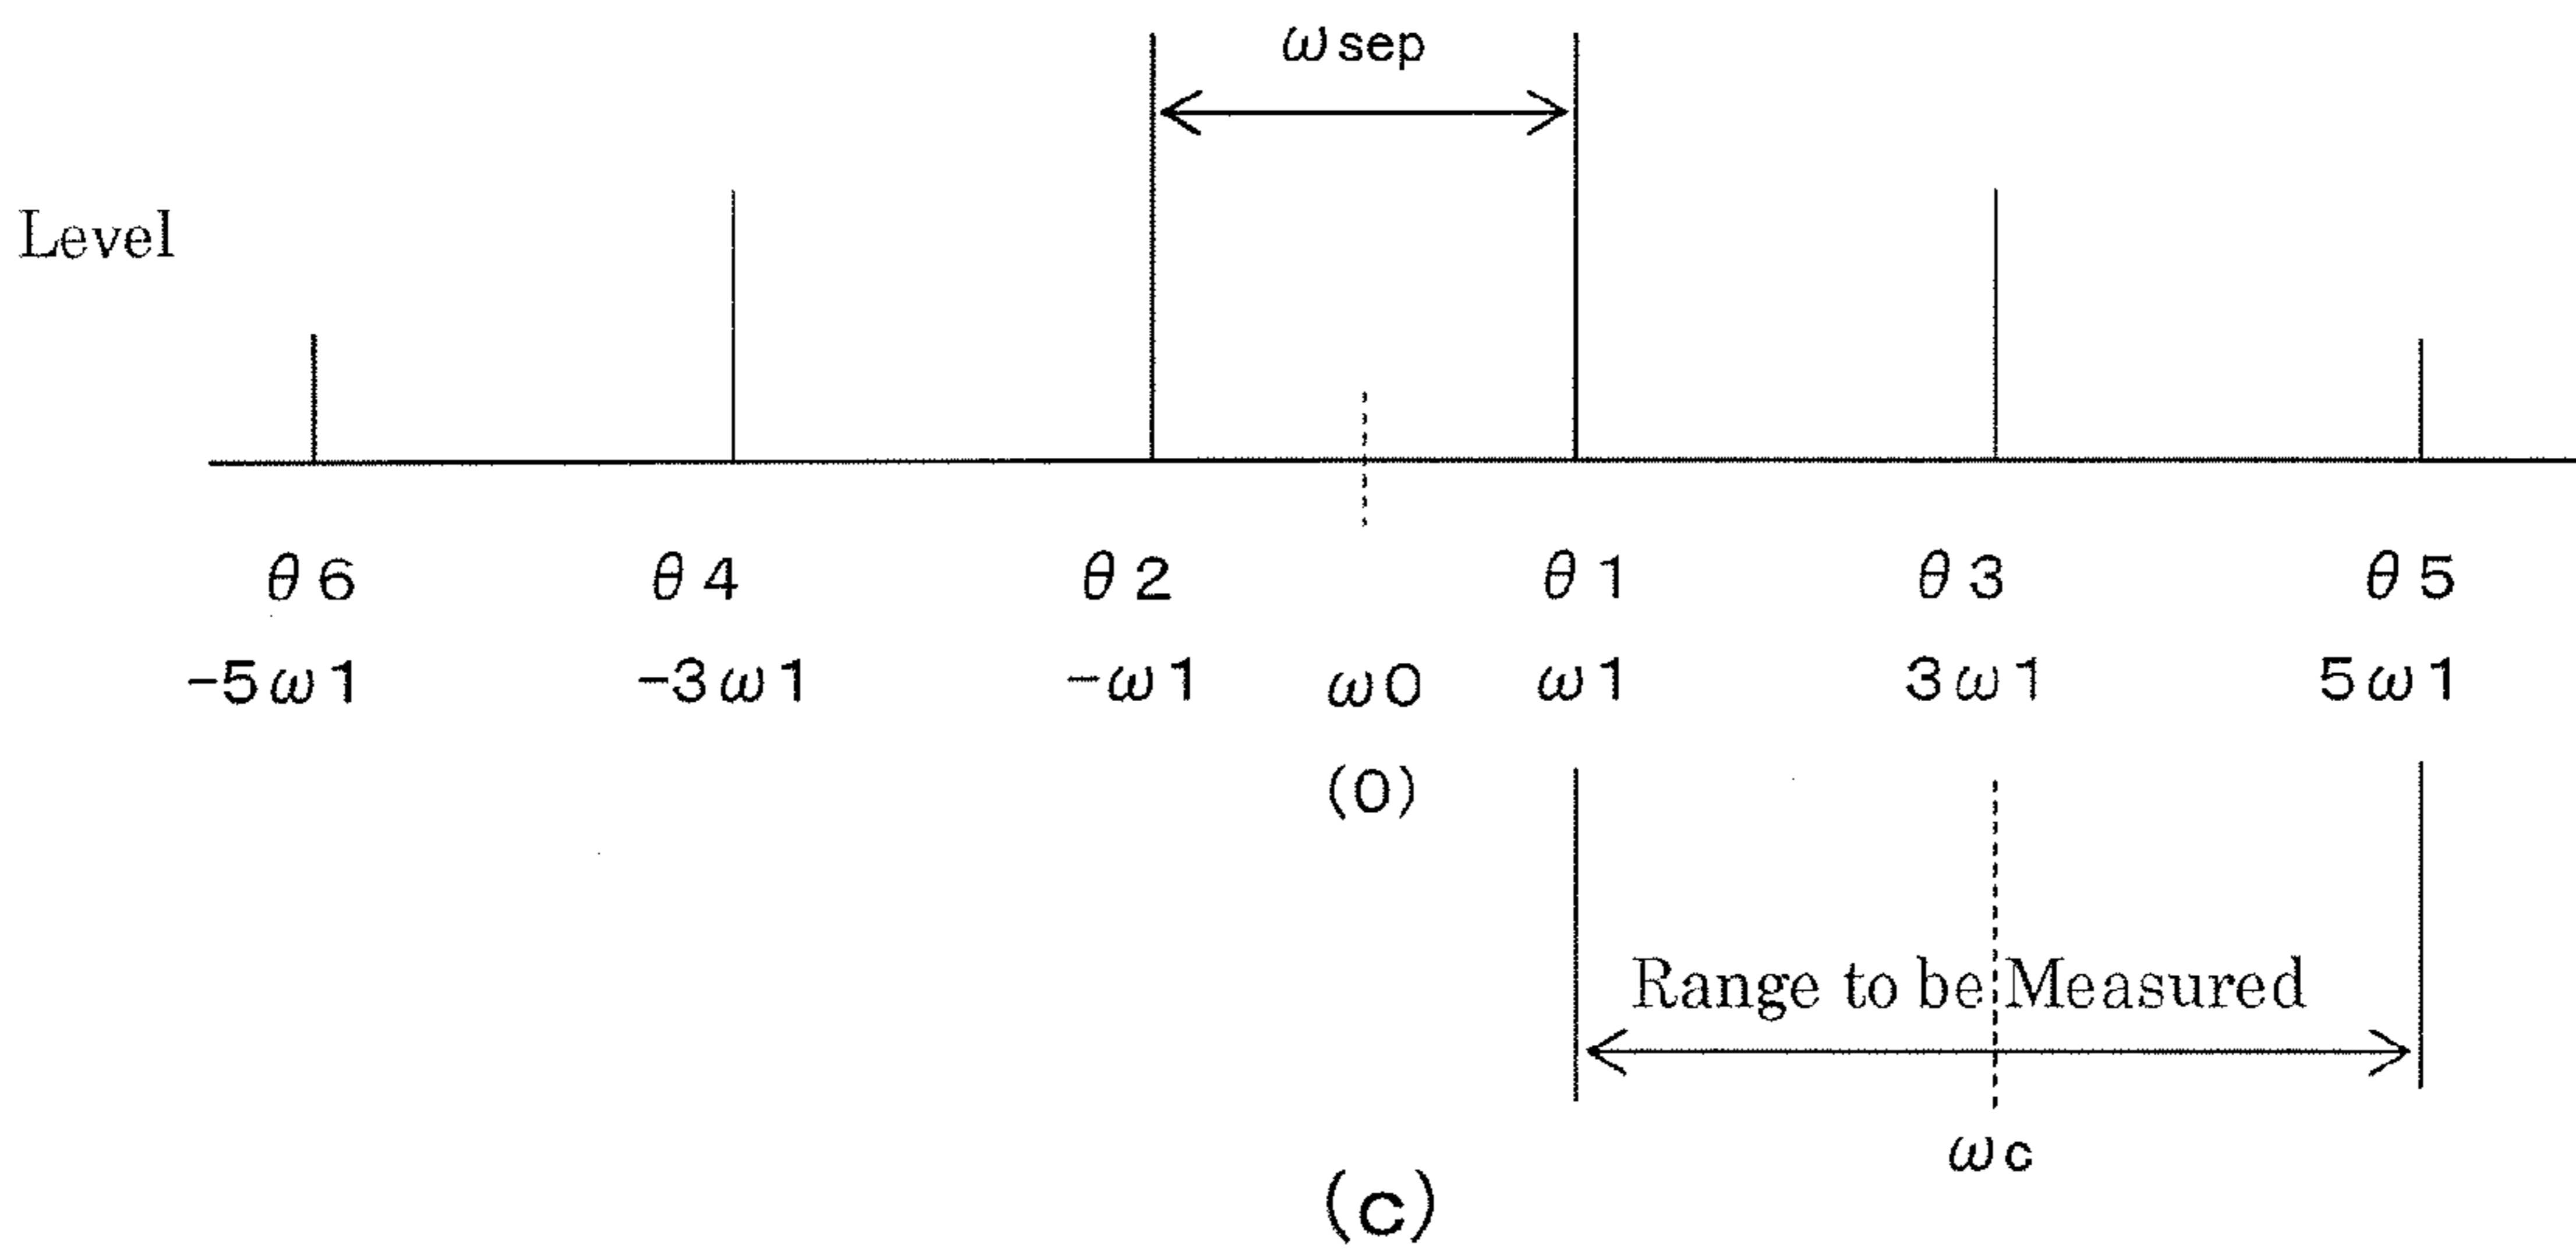 ωsep
Level
θ6 θ4 θ2 θ1 θ3 θ5
-5ω1 -3ω1 -ω1 ω0 ω1 3ω1 5ω1
(0)
Range to be Measured
ωc
(c)